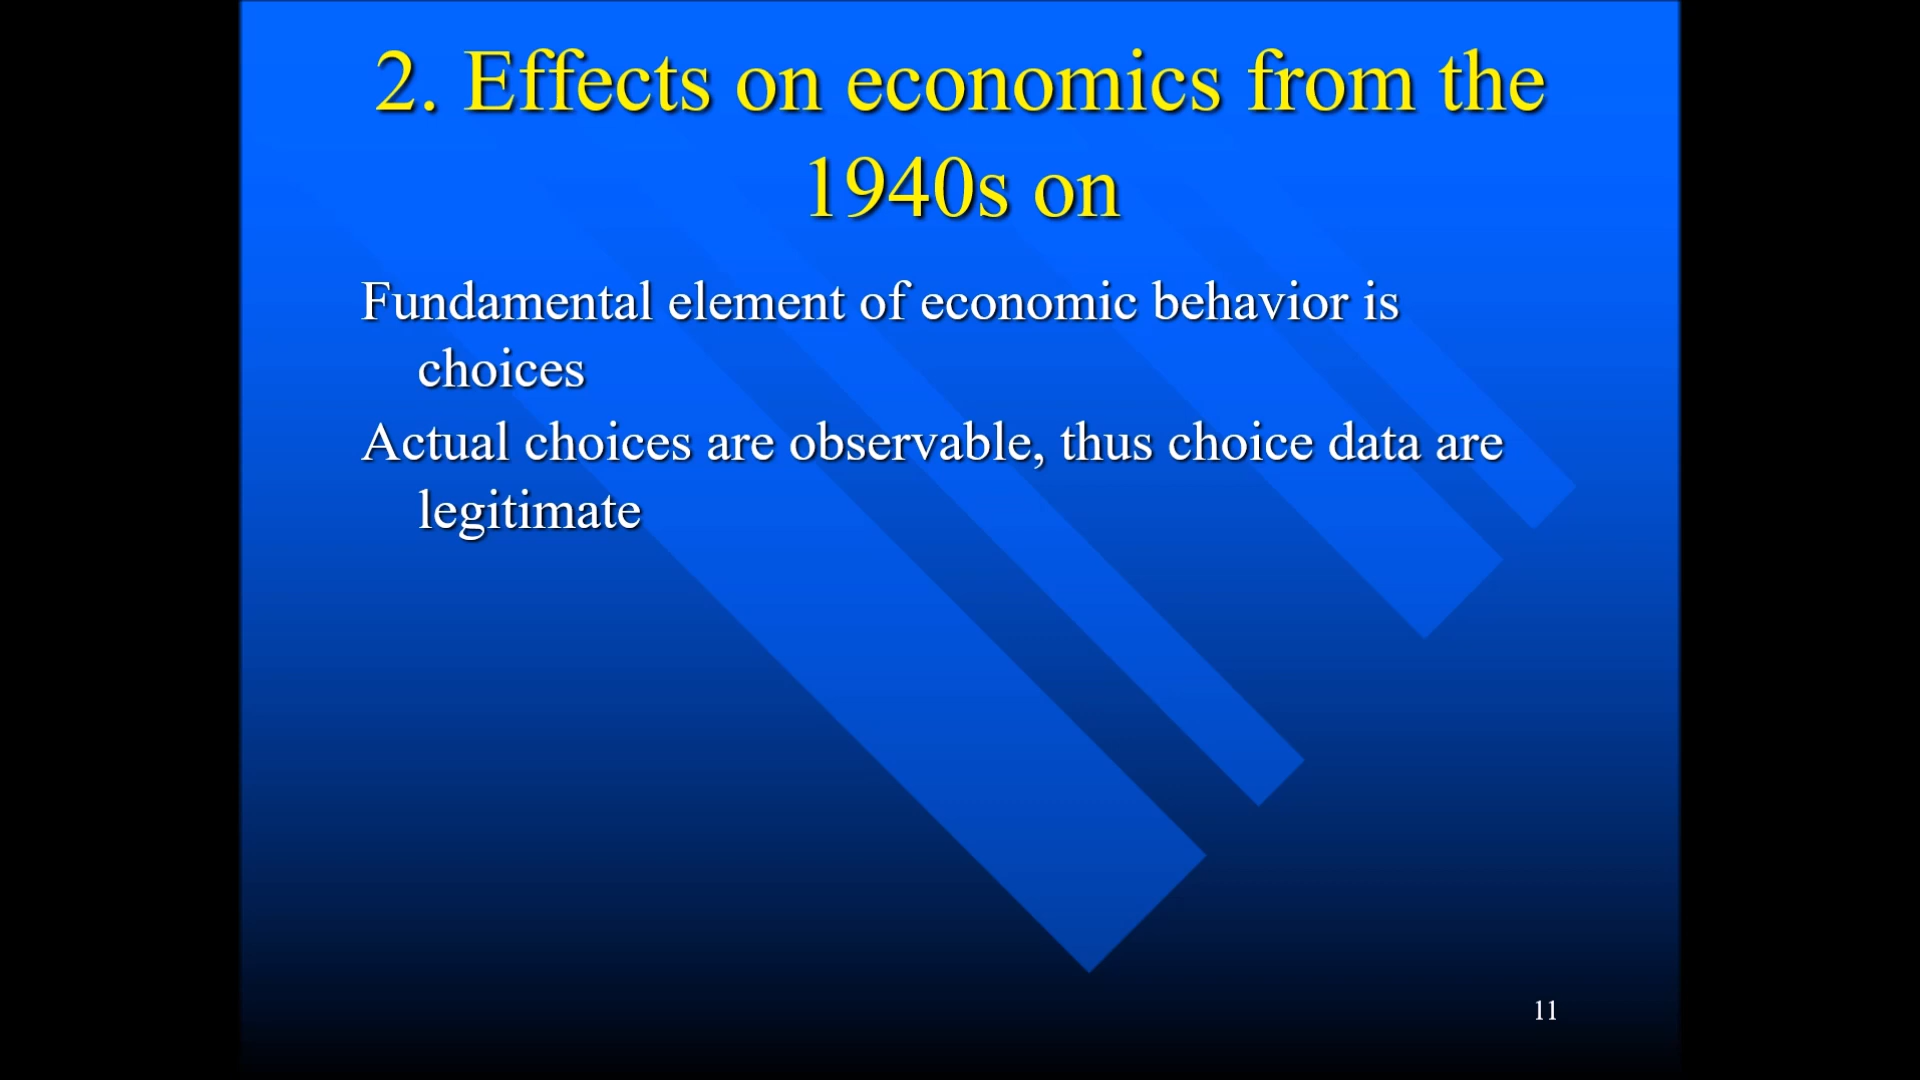 2. Effects on economics from the
1940s on
Fundamental element of economic behavior is
choices
Actual choices are observable, thus choice data are
legitimate
11